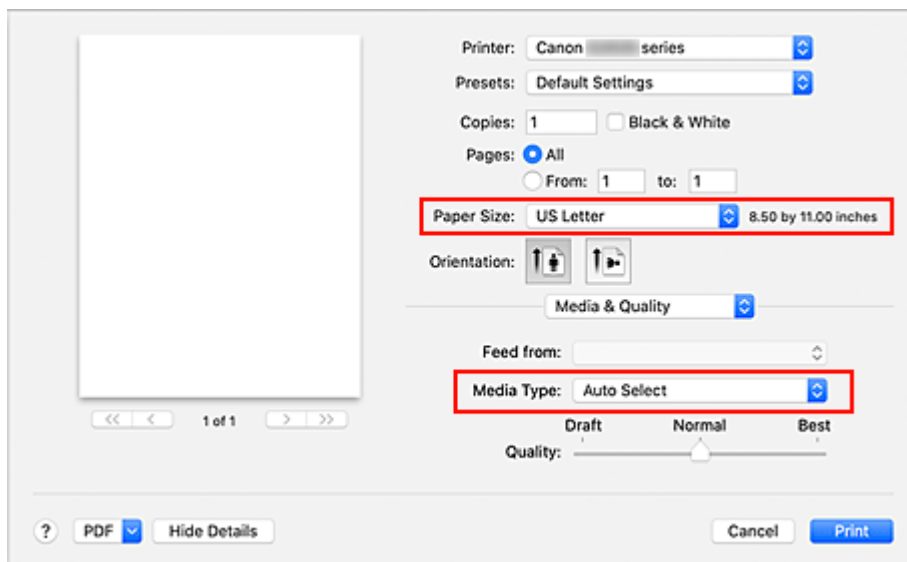 Printer: Canon series
Presets: Default Settings
Copies: 1 Black & White
Pages: All
From: 1 to: 1
Paper Size: US Letter 8.50 by 11.00 inches
Orientation:
Media & Quality
Feed from:
Media Type: Auto Select
1 of 1
Draft Normal Best
Quality:
? PDF Hide Details Cancel Print